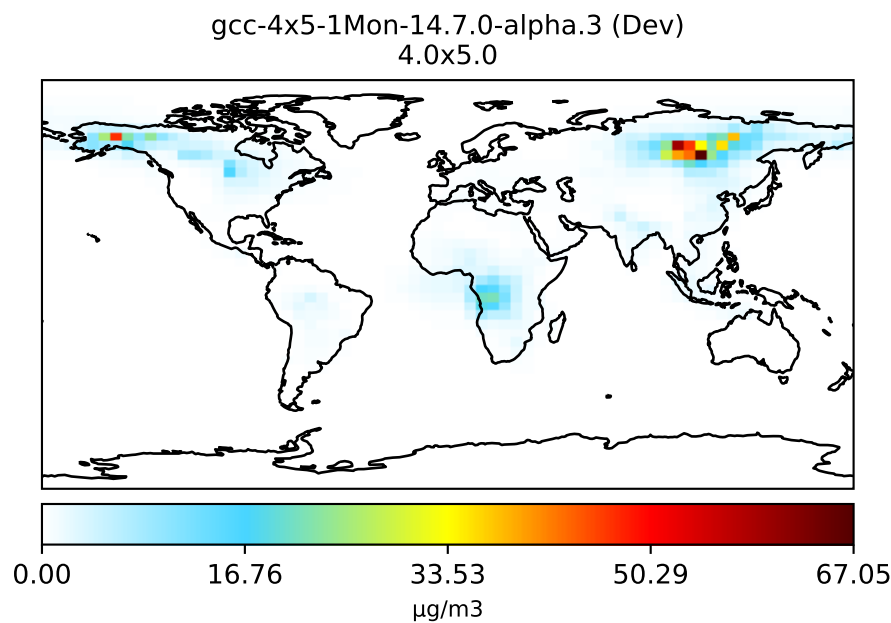 gcc-4x5-1Mon-14.7.0-alpha.3 (Dev)
4.0x5.0
0.00 16.76 33.53 50.29 67.05
μg/m3